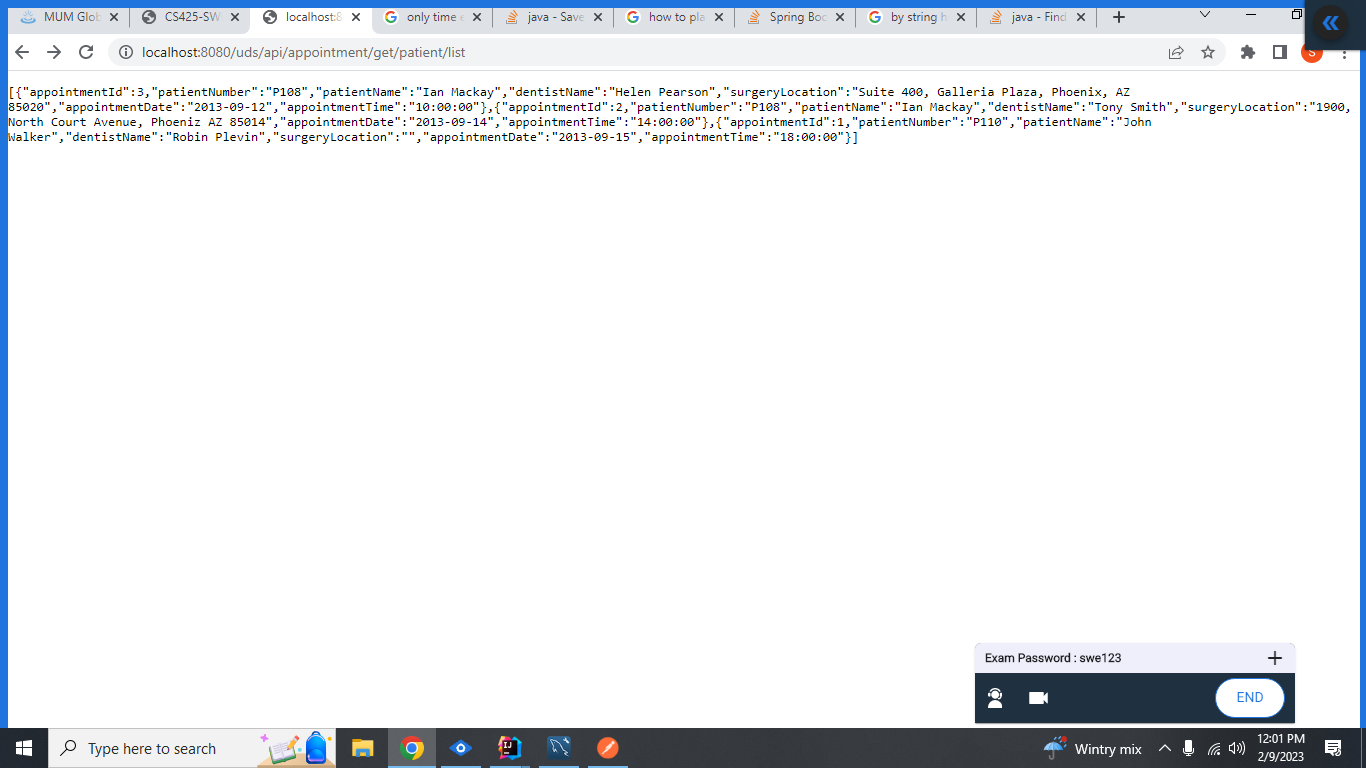 MUM Glob
CS425-SW
localhost:8
only time e
java - Save
how to pla
Spring Boo
by string h
java - Find
localhost:8080/uds/api/appointment/get/patient/list
S
[{"appointmentId":3,"patientNumber":"P108","patientName":"Ian Mackay","dentistName":"Helen Pearson","surgeryLocation":"Suite 400, Galleria Plaza, Phoenix, AZ
85020","appointmentDate":"2013-09-12","appointmentTime":"10:00:00"},{"appointmentId":2,"patientNumber":"P108","patientName":"Ian Mackay","dentistName":"Tony Smith","surgeryLocation":"1900,
North Court Avenue, Phoeniz AZ 85014","appointmentDate":"2013-09-14","appointmentTime":"14:00:00"},{"appointmentId":1,"patientNumber":"P110","patientName":"John
Walker","dentistName":"Robin Plevin","surgeryLocation":"","appointmentDate":"2013-09-15","appointmentTime":"18:00:00"}]
Exam Password : swe123
END
Type here to search
Wintry mix
12:01 PM
2/9/2023